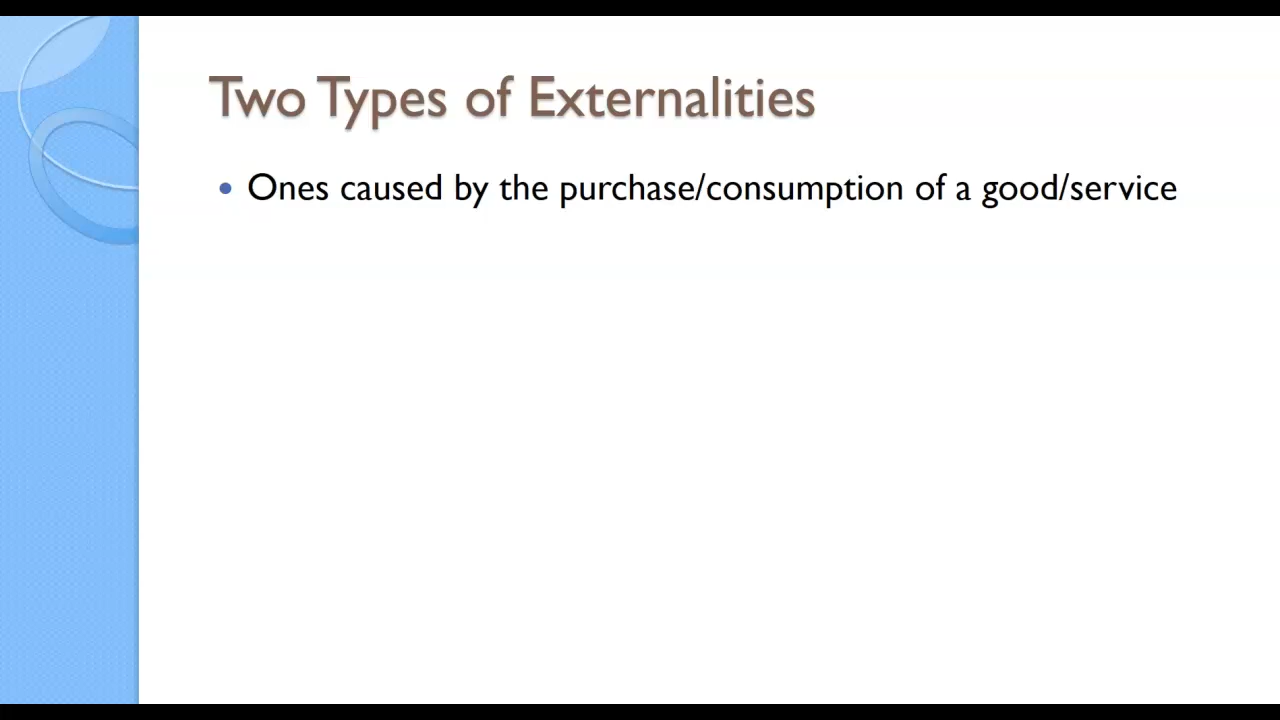 Two Types of Externalities
• Ones caused by the purchase/consumption of a good/service